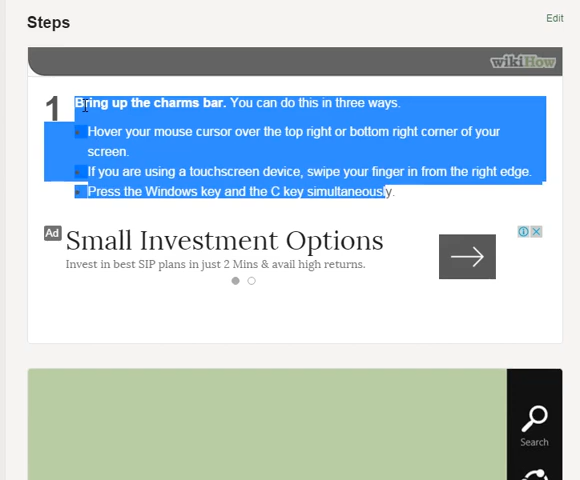 Steps
Edit
wikiHow
1 Bring up the charms bar. You can do this in three ways.
Hover your mouse cursor over the top right or bottom right corner of your
screen.
If you are using a touchscreen device, swipe your finger in from the right edge.
Press the Windows key and the C key simultaneously.
Ad
Small Investment Options
Invest in best SIP plans in just 2 Mins & avail high returns.
Search